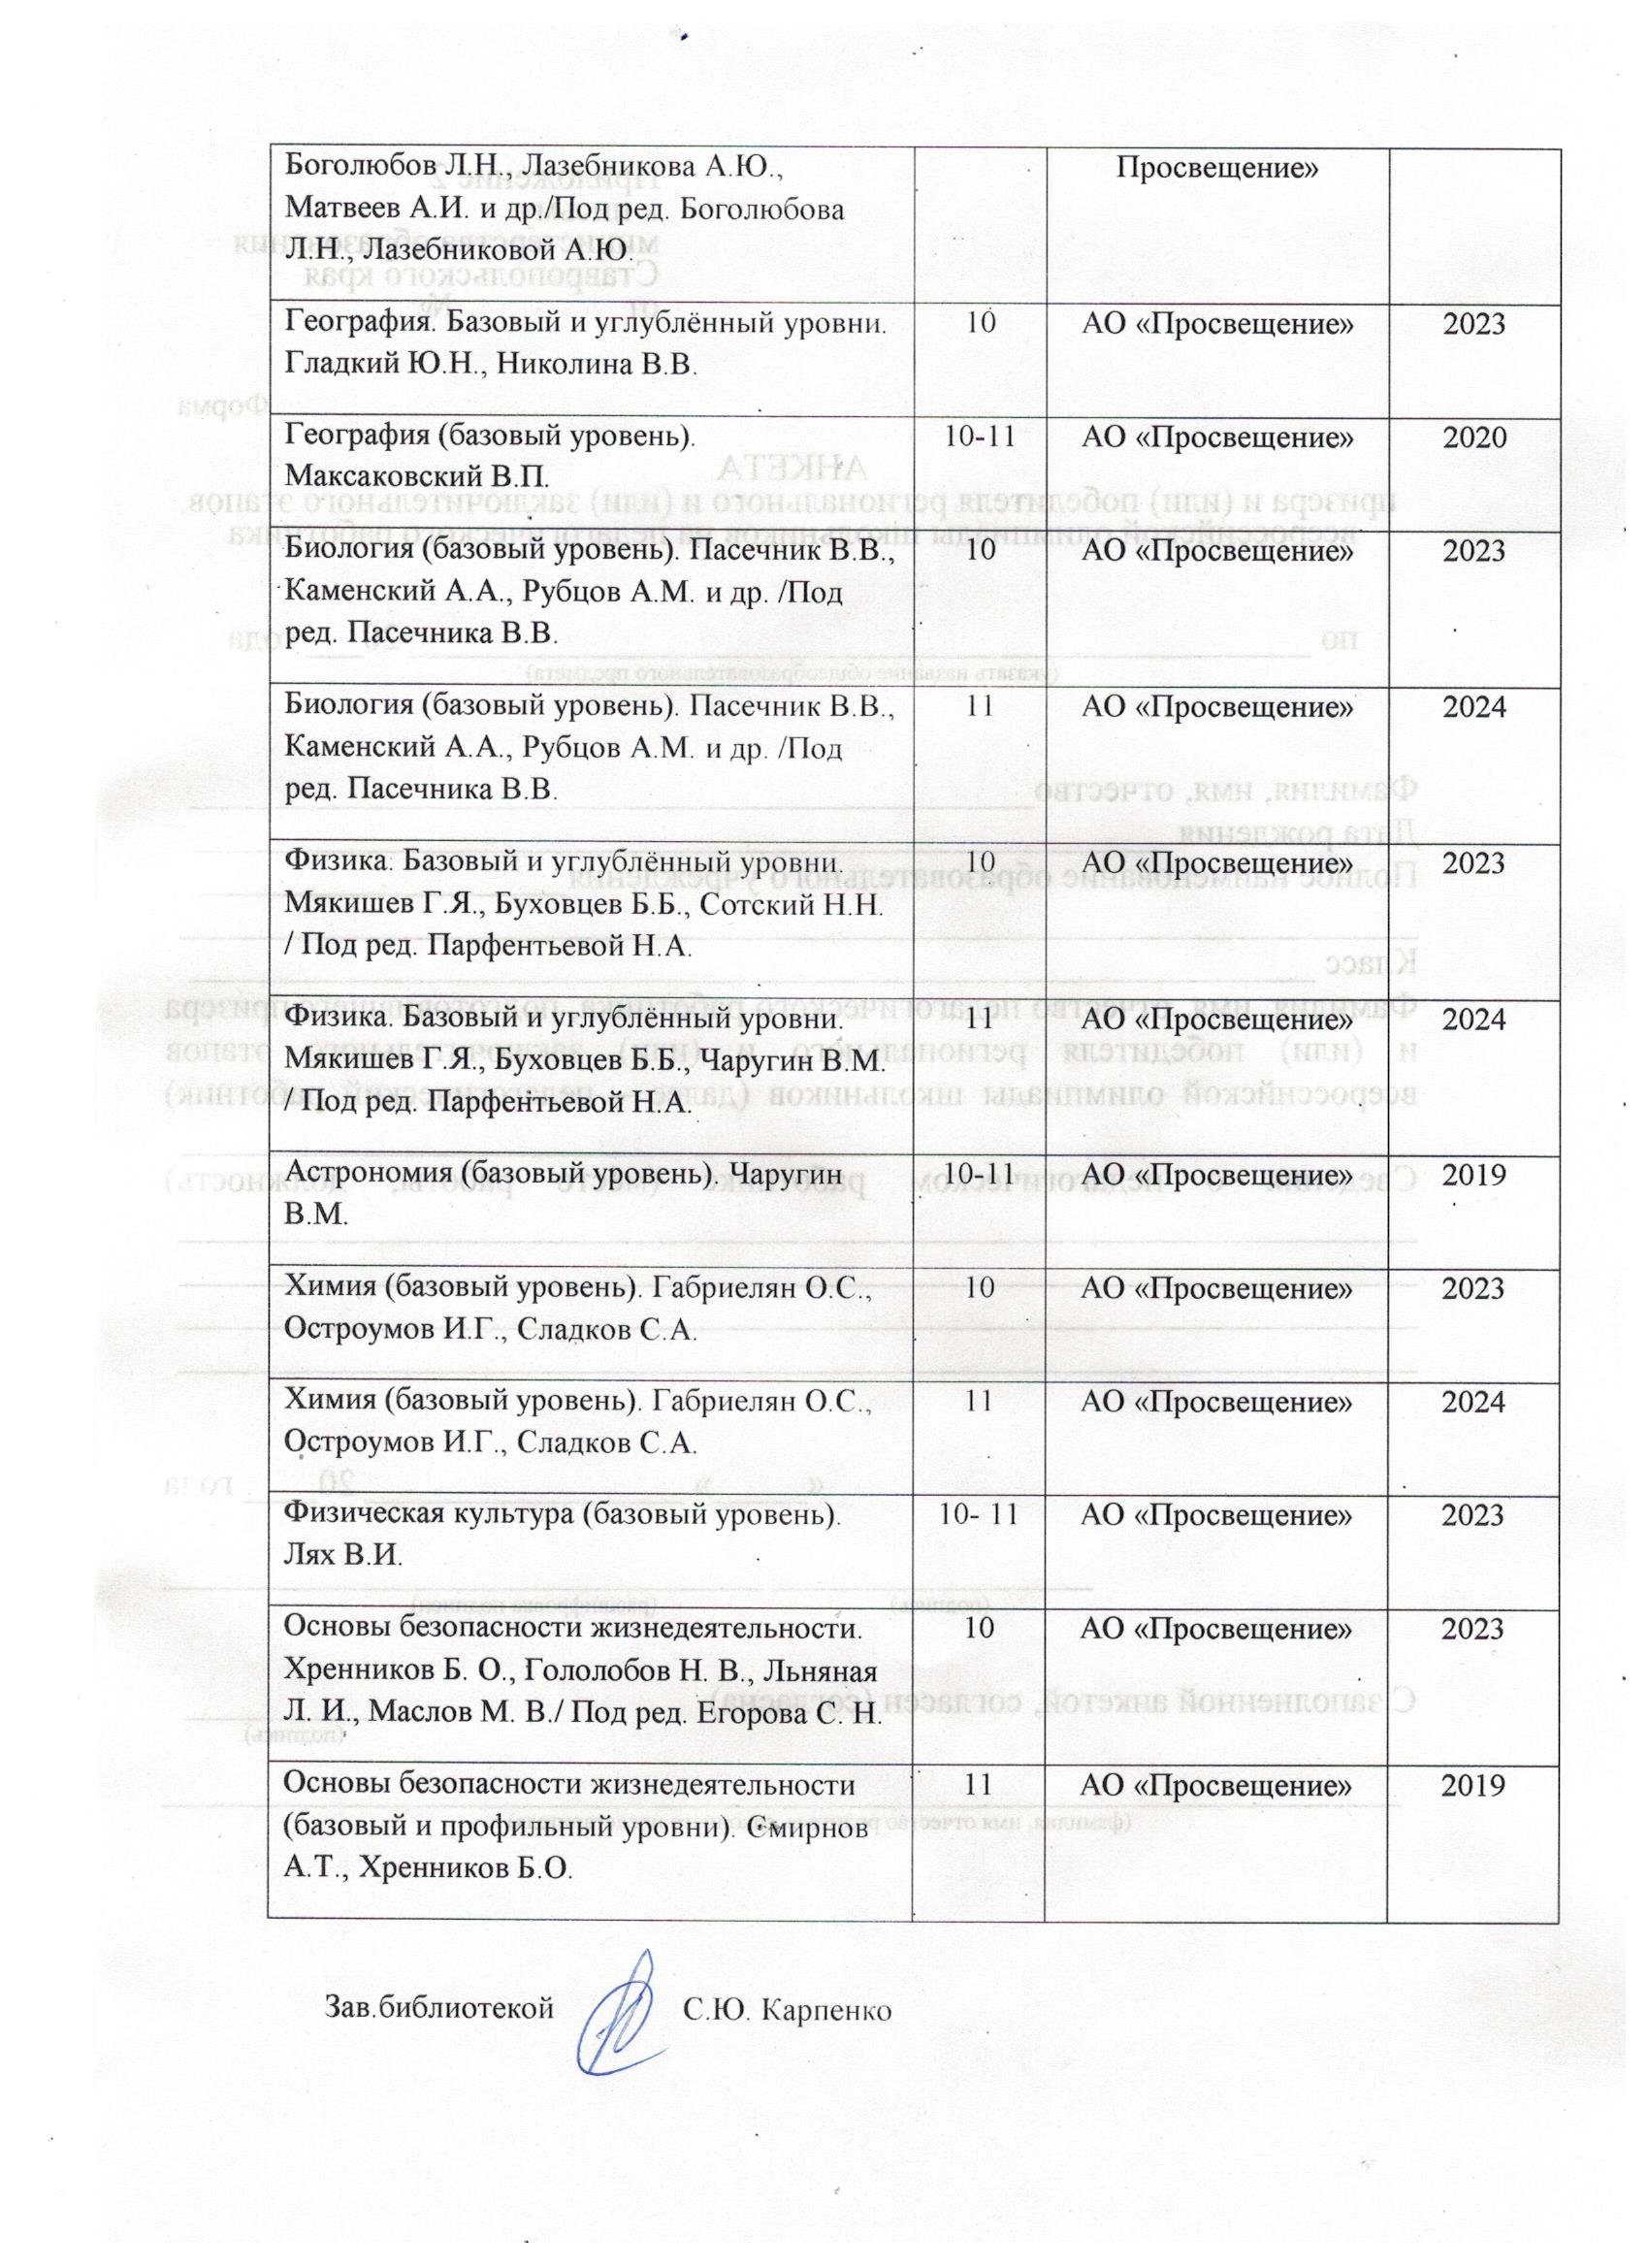 Боголюбов Л.Н., Лазебникова А.Ю.,
Матвеев А.И. и др./Под ред. Боголюбова
Л.Н., Лазебниковой А.Ю.
Просвещение»
География. Базовый и углублённый уровни.
Гладкий Ю.Н., Николина В.В.
10
АО «Просвещение»
2023
География (базовый уровень).
Максаковский В.П.
10-11
АО «Просвещение»
2020
Биология (базовый уровень). Пасечник В.В.,
Каменский А.А., Рубцов А.М. и др. /Под
ред. Пасечника В.В.
10
АО «Просвещение»
2023
Биология (базовый уровень). Пасечник В.В.,
Каменский А.А., Рубцов А.М. и др. /Под
ред. Пасечника В.В.
11
АО «Просвещение»
2024
Физика. Базовый и углублённый уровни.
Мякишев Г.Я., Буховцев Б.Б., Сотский Н.Н.
/ Под ред. Парфентьевой Н.А.
10
АО «Просвещение»
2023
Физика. Базовый и углублённый уровни.
Мякишев Г.Я., Буховцев Б.Б., Чаругин В.М.
/ Под ред. Парфентьевой Н.А.
11
АО «Просвещение»
2024
Астрономия (базовый уровень). Чаругин
В.М.
10-11
АО «Просвещение»
2019
Химия (базовый уровень). Габриелян О.С.,
Остроумов И.Г., Сладков С.А.
10
АО «Просвещение»
2023
Химия (базовый уровень). Габриелян О.С.,
Остроумов И.Г., Сладков С.А.
11
АО «Просвещение»
2024
Физическая культура (базовый уровень).
Лях В.И.
10- 11
АО «Просвещение»
2023
Основы безопасности жизнедеятельности.
Хренников Б. О., Гололобов Н. В., Льняная
Л. И., Маслов М. В./ Под ред. Егорова С. Н.
10
АО «Просвещение»
2023
Основы безопасности жизнедеятельности
(базовый и профильный уровни). Смирнов
А.Т., Хренников Б.О.
11
АО «Просвещение»
2019
Зав.библиотекой С.Ю. Карпенко